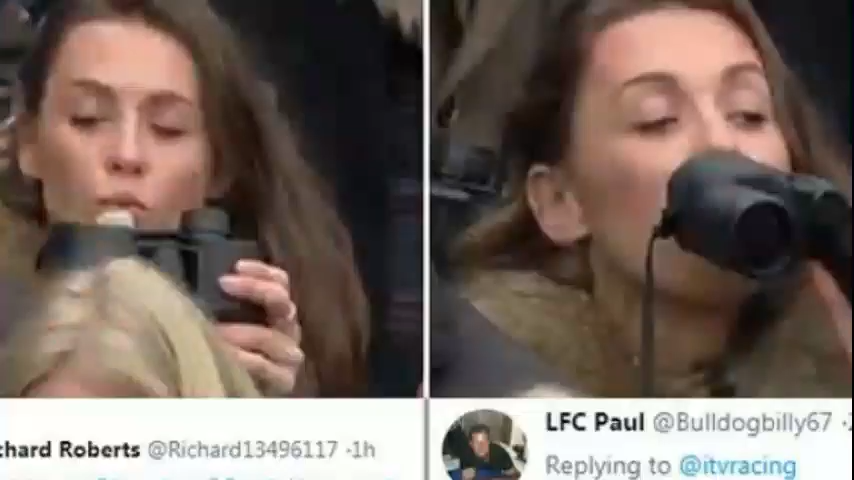 chard Roberts @Richard13496117 ·1h
LFC Paul @Bulldogbilly67
Replying to @itvracing